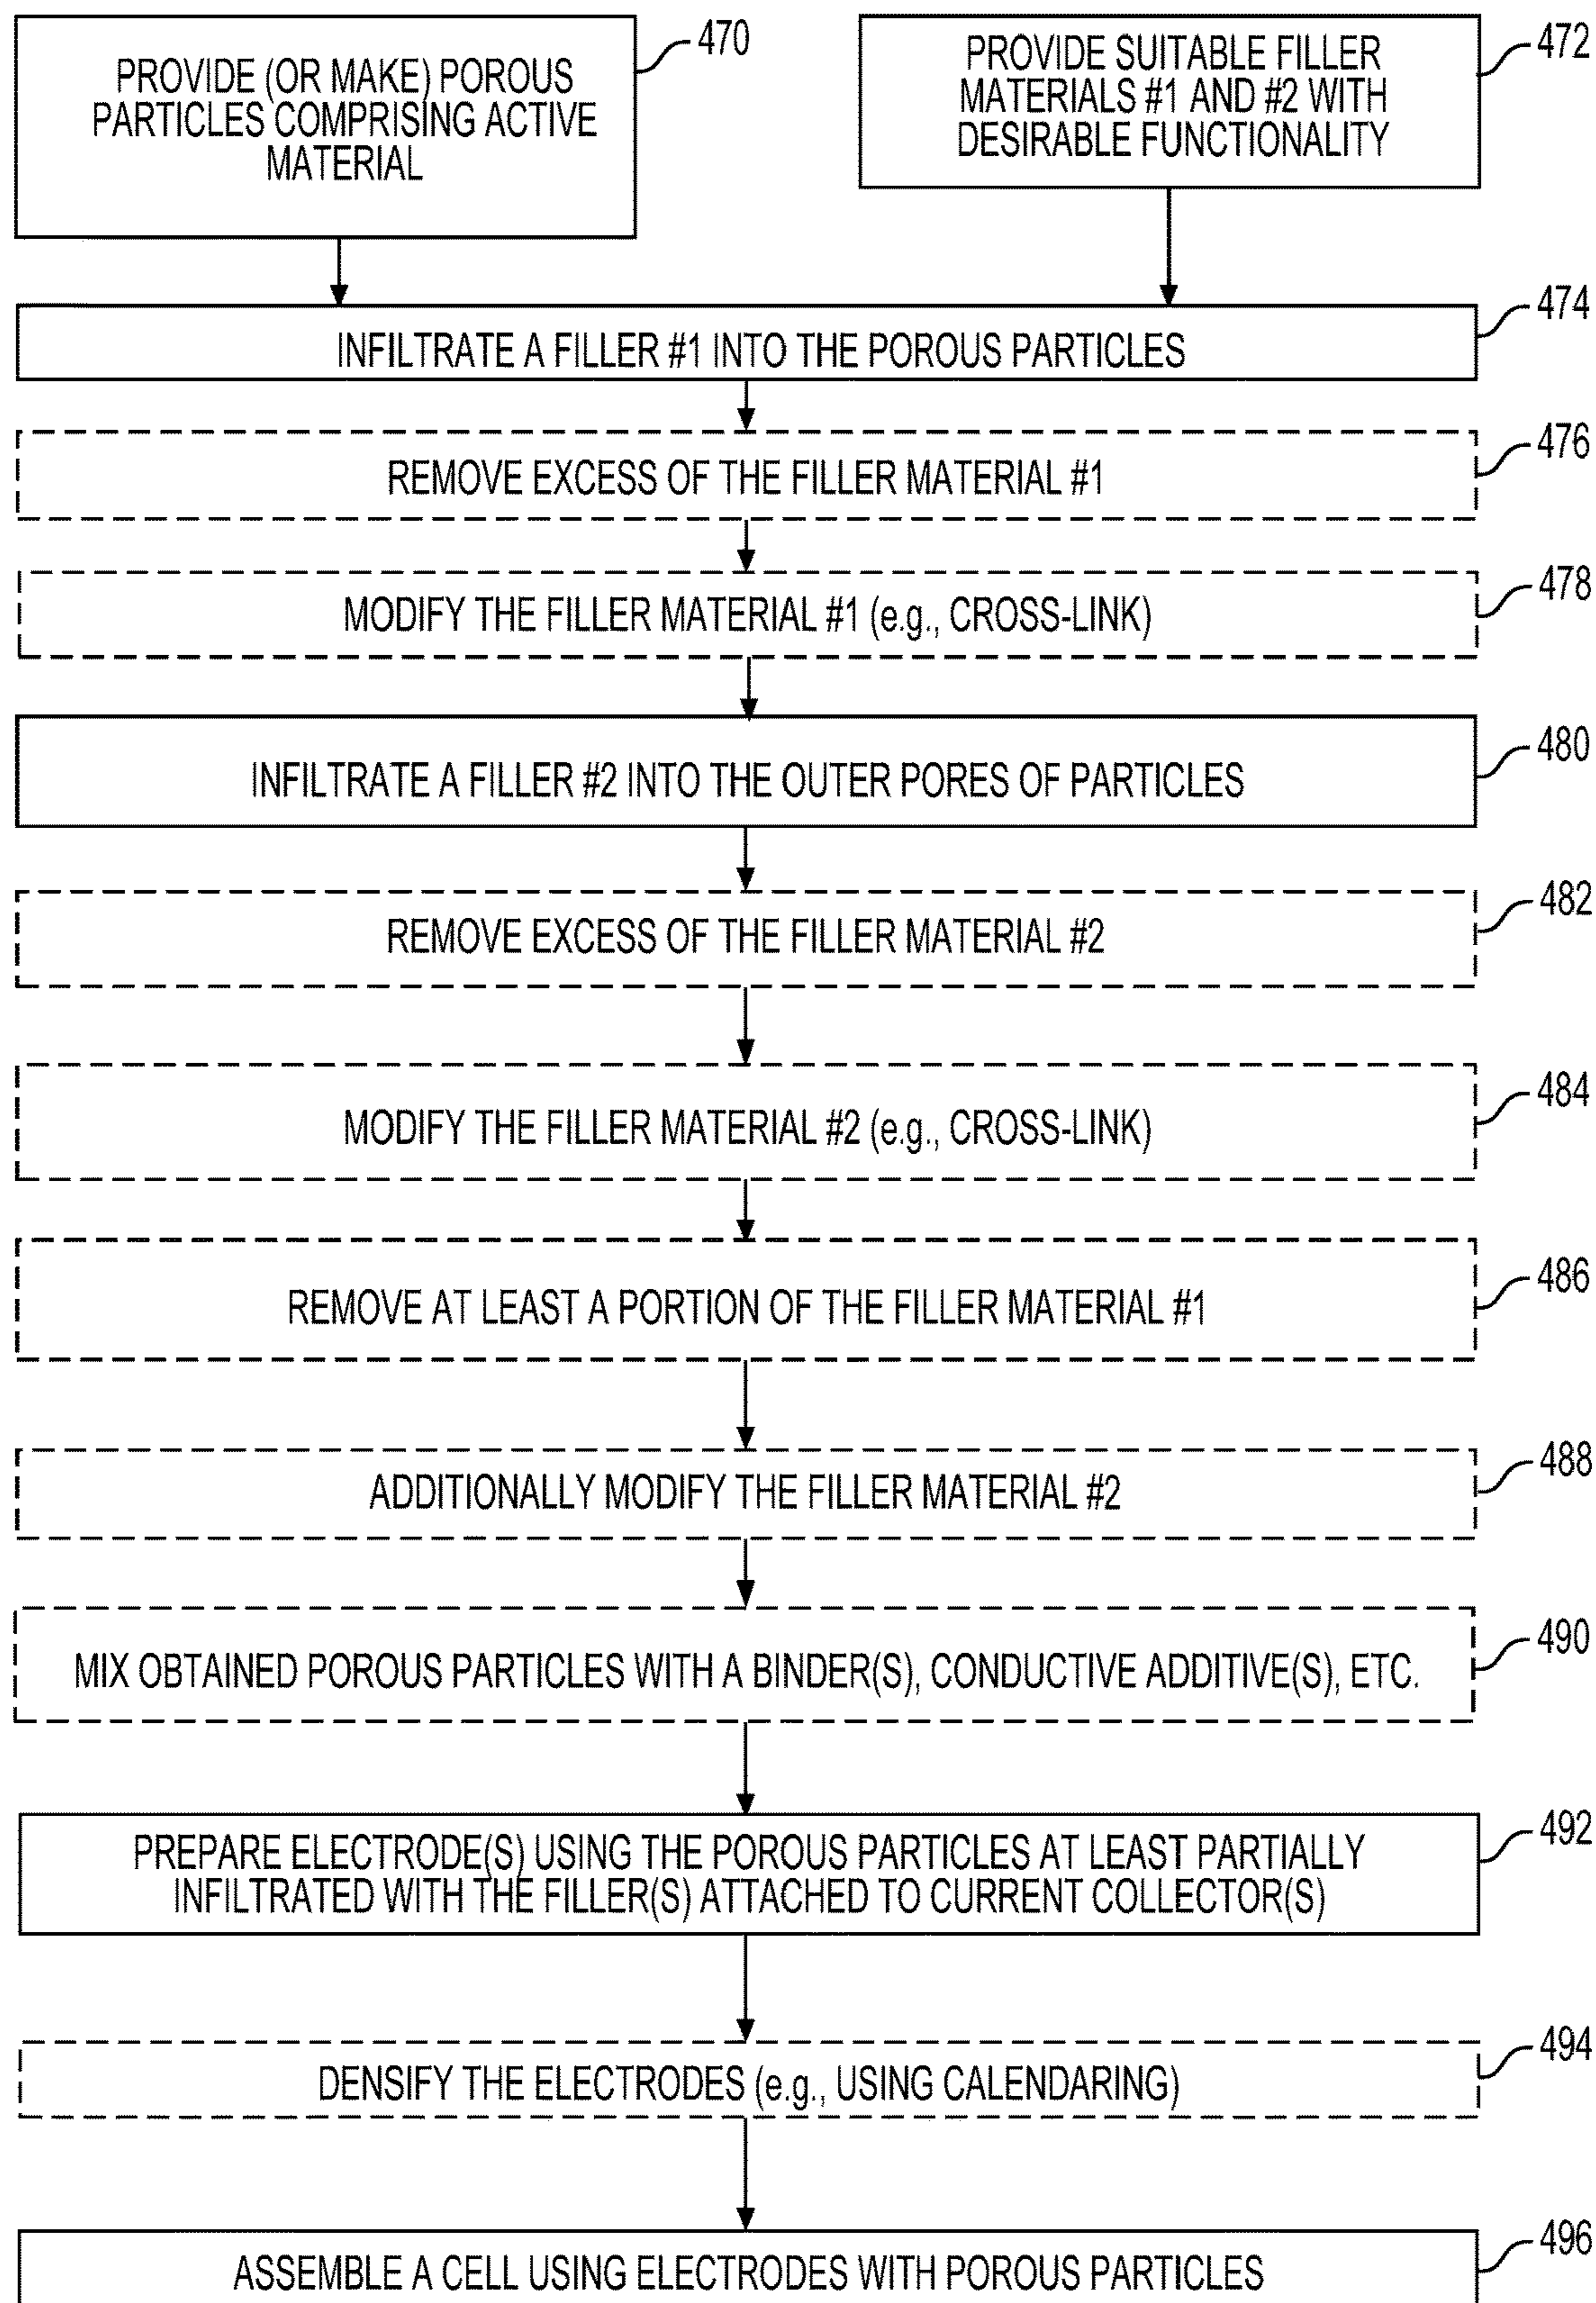 PROVIDE (OR MAKE) POROUS
PARTICLES COMPRISING ACTIVE
MATERIAL
470
PROVIDE SUITABLE FILLER
MATERIALS #1 AND #2 WITH
DESIRABLE FUNCTIONALITY
472
INFILTRATE A FILLER #1 INTO THE POROUS PARTICLES
474
REMOVE EXCESS OF THE FILLER MATERIAL #1
476
MODIFY THE FILLER MATERIAL #1 (e.g., CROSS-LINK)
478
INFILTRATE A FILLER #2 INTO THE OUTER PORES OF PARTICLES
480
REMOVE EXCESS OF THE FILLER MATERIAL #2
482
MODIFY THE FILLER MATERIAL #2 (e.g., CROSS-LINK)
484
REMOVE AT LEAST A PORTION OF THE FILLER MATERIAL #1
486
ADDITIONALLY MODIFY THE FILLER MATERIAL #2
488
MIX OBTAINED POROUS PARTICLES WITH A BINDER(S), CONDUCTIVE ADDITIVE(S), ETC.
490
PREPARE ELECTRODE(S) USING THE POROUS PARTICLES AT LEAST PARTIALLY
INFILTRATED WITH THE FILLER(S) ATTACHED TO CURRENT COLLECTOR(S)
492
DENSIFY THE ELECTRODES (e.g., USING CALENDARING)
494
ASSEMBLE A CELL USING ELECTRODES WITH POROUS PARTICLES
496